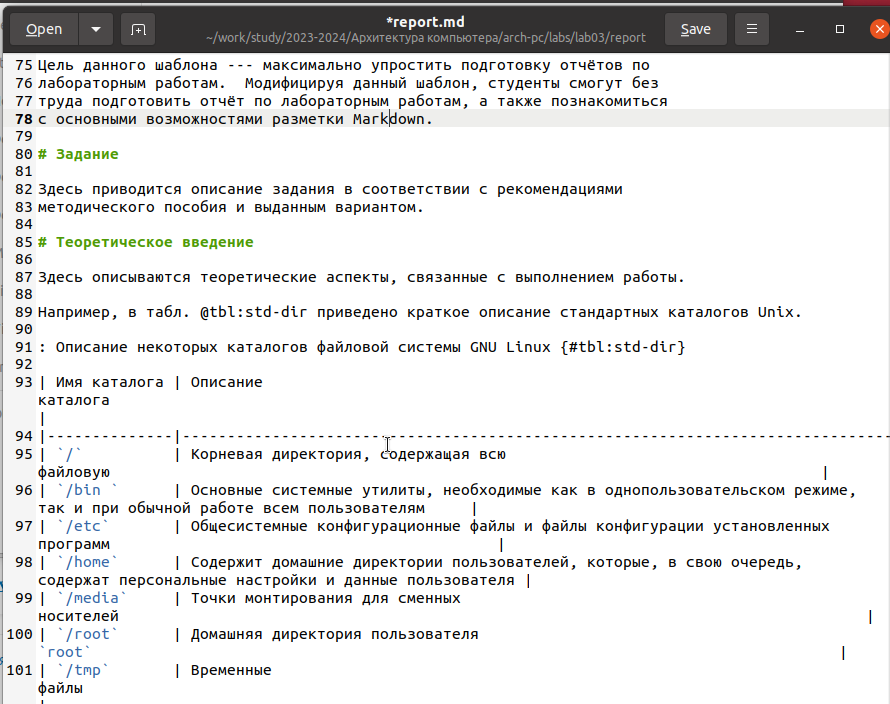 Open
*report.md
~/work/study/2023-2024/Архитектура компьютера/arch-pc/labs/lab03/report
Save
75 Цель данного шаблона --- максимально упростить подготовку отчётов по
76 лабораторным работам.  Модифицируя данный шаблон, студенты смогут без
77 труда подготовить отчёт по лабораторным работам, а также познакомиться
78 с основными возможностями разметки Markdown.
79
80 # Задание
81
82 Здесь приводится описание задания в соответствии с рекомендациями
83 методического пособия и выданным вариантом.
84
85 # Теоретическое введение
86
87 Здесь описываются теоретические аспекты, связанные с выполнением работы.
88
89 Например, в табл. @tbl:std-dir приведено краткое описание стандартных каталогов Unix.
90
91 : Описание некоторых каталогов файловой системы GNU Linux {#tbl:std-dir}
92
93 | Имя каталога | Описание
каталога
|
94 |--------------|-------------------------------------------------------------------------------
95 | `/`          | Корневая директория, содержащая всю
файловую |
96 | `/bin `      | Основные системные утилиты, необходимые как в однопользовательском режиме,
так и при обычной работе всем пользователям |
97 | `/etc`       | Общесистемные конфигурационные файлы и файлы конфигурации установленных
программ |
98 | `/home`      | Содержит домашние директории пользователей, которые, в свою очередь,
содержат персональные настройки и данные пользователя |
99 | `/media`     | Точки монтирования для сменных
носителей |
100 | `/root`      | Домашняя директория пользователя
`root` |
101 | `/tmp`       | Временные
файлы
|